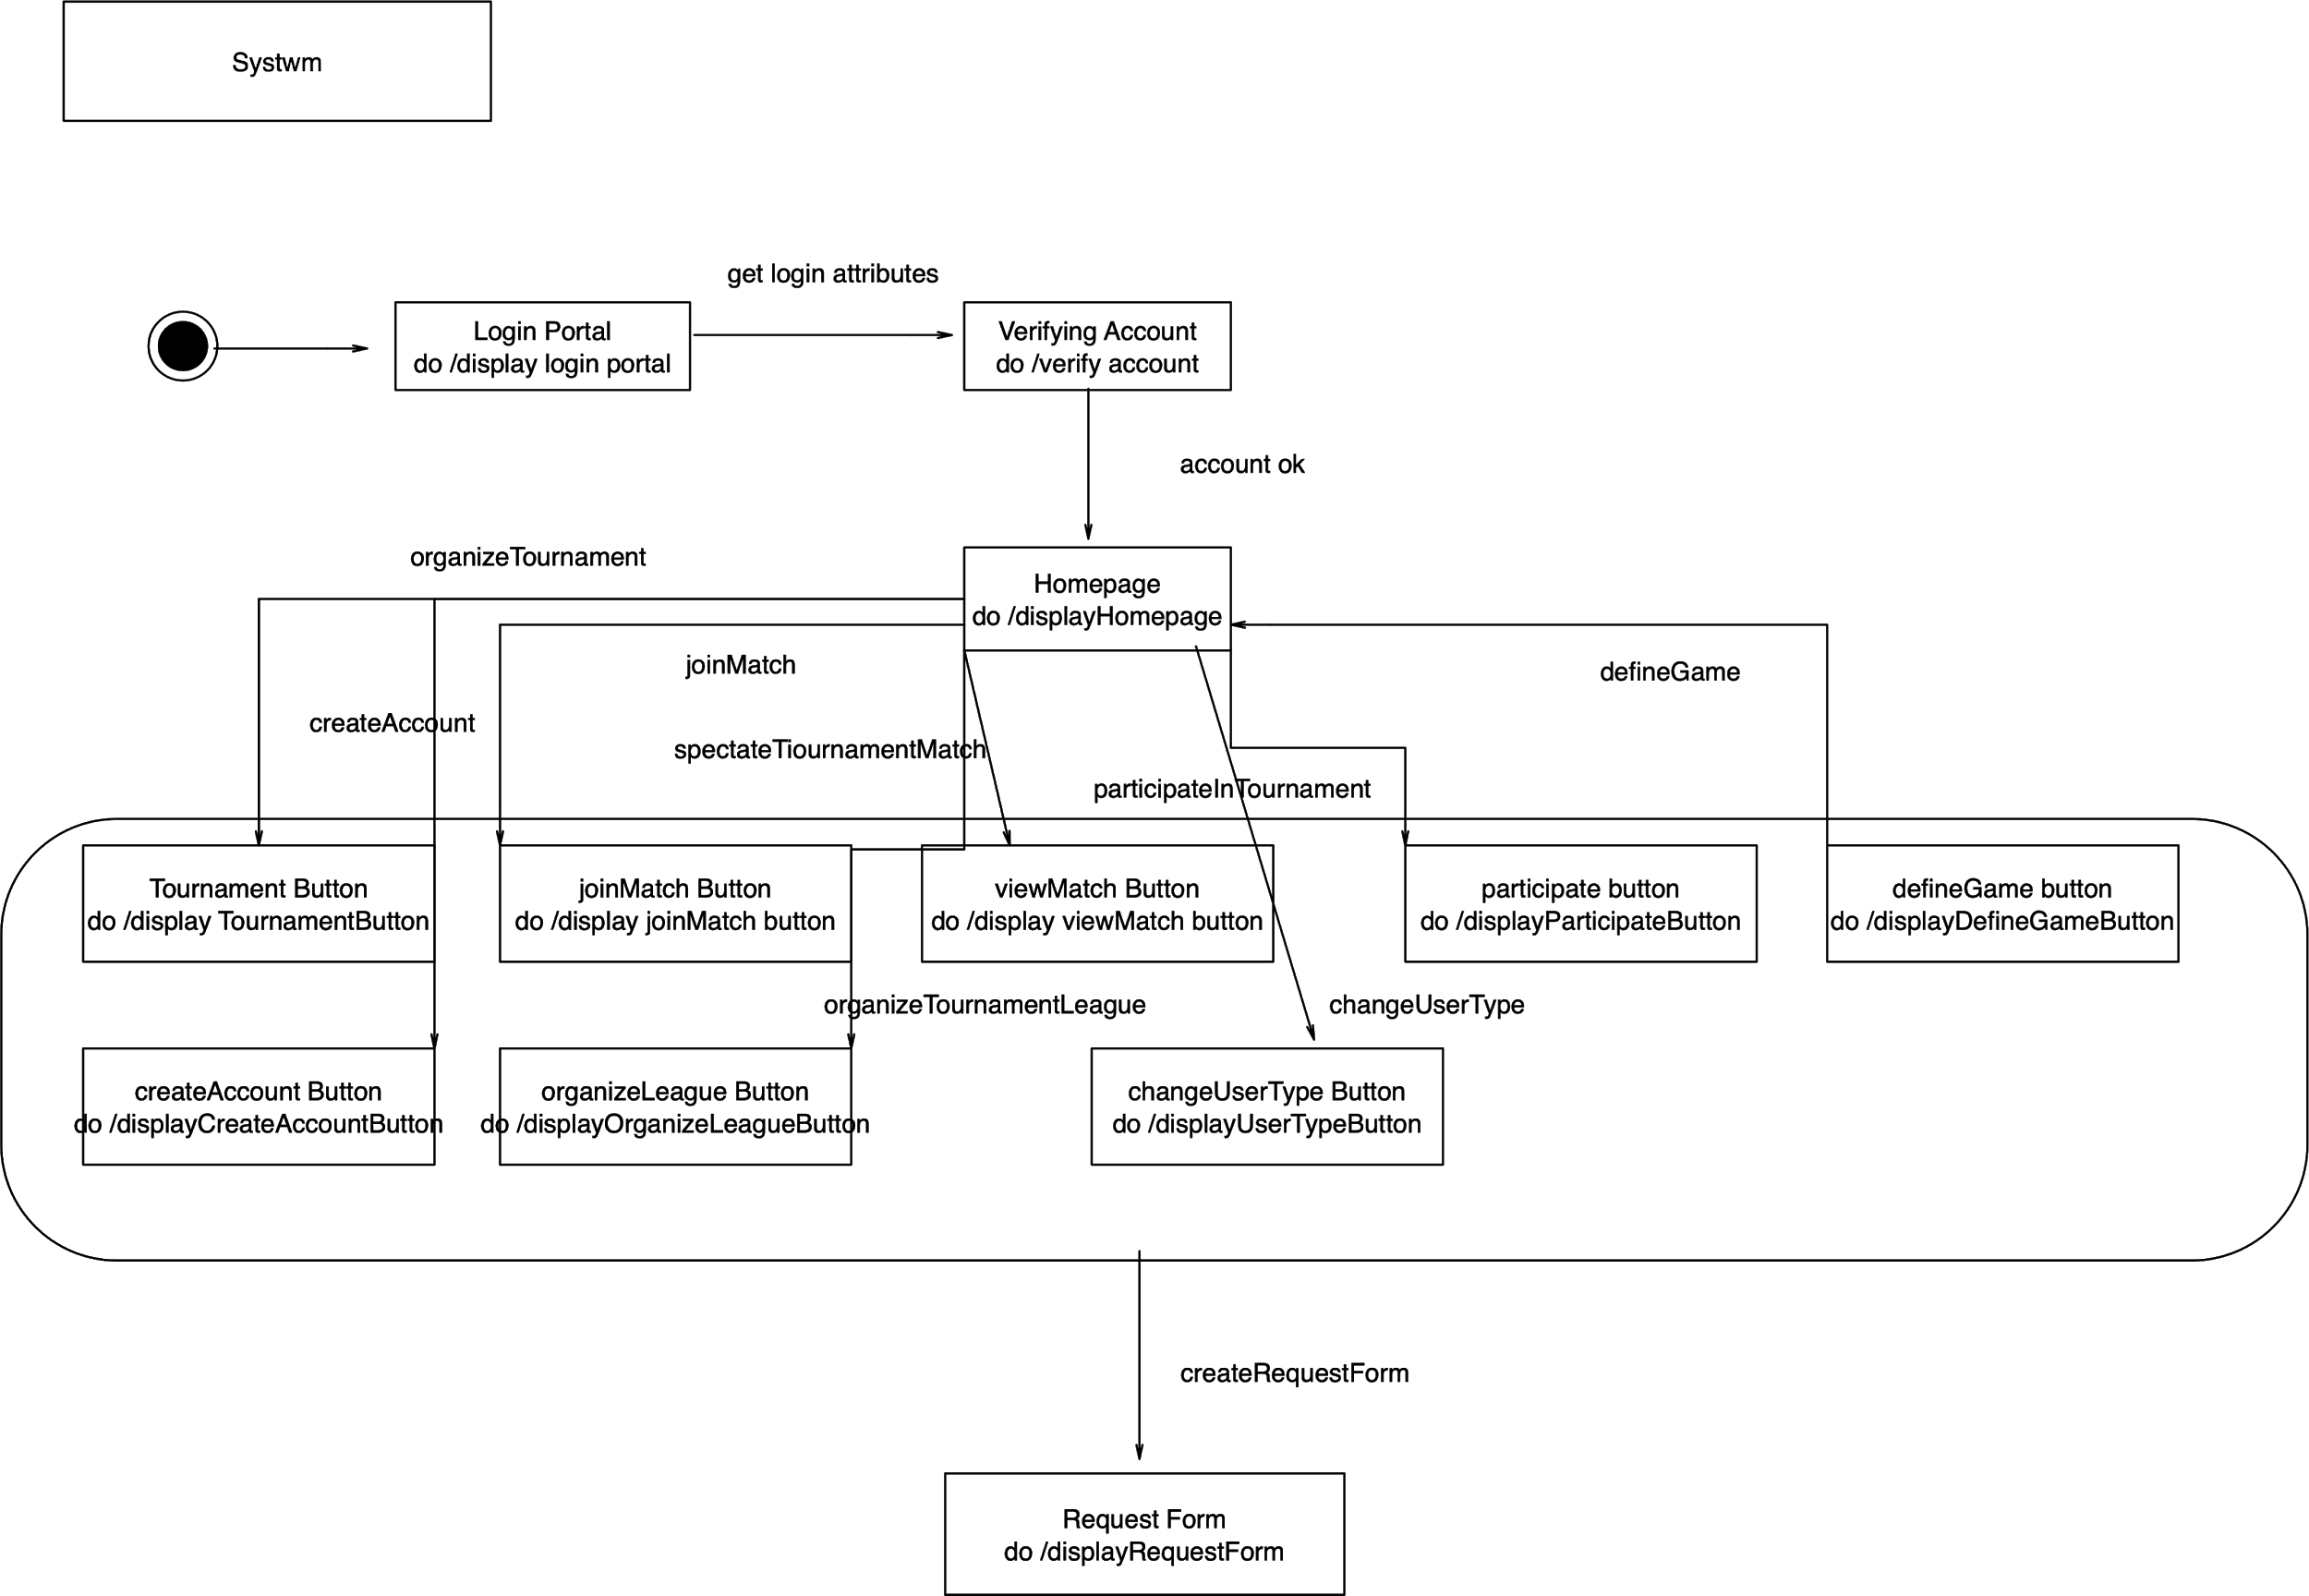 Systwm
get login attributes
Login Portal
do /display login portal
Verifying Account
do /verify account
account ok
organizeTournament
Homepage
do /displayHomepage
joinMatch
defineGame
createAccount
spectateTiournamentMatch
participateInTournament
Tournament Button
do /display TournamentButton
joinMatch Button
do /display joinMatch button
viewMatch Button
do /display viewMatch button
participate button
do /displayParticipateButton
defineGame button
do /displayDefineGameButton
organizeTournamentLeague
changeUserType
createAccount Button
do /displayCreateAccountButton
organizeLeague Button
do /displayOrganizeLeagueButton
changeUserType Button
do /displayUserTypeButton
createRequestForm
Request Form
do /displayRequestForm